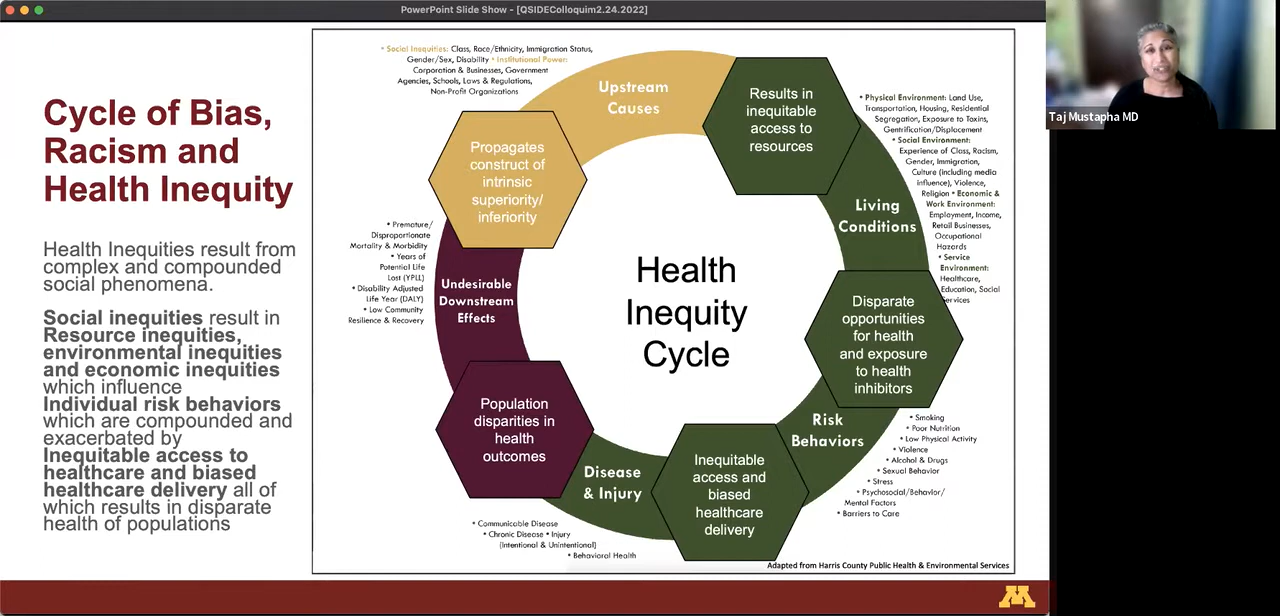 PowerPoint Slide Show - [QSIDEColloquim2.24.2022]
Cycle of Bias,
Racism and
Health Inequity
Health Inequities result from
complex and compounded
social phenomena.
Social inequities result in
Resource inequities,
environmental inequities
and economic inequities
which influence
Individual risk behaviors
which are compounded and
exacerbated by
Inequitable access to
healthcare and biased
healthcare delivery all of
which results in disparate
health of populations
• Social Inequities: Class, Race/Ethnicity, Immigration Status,
Gender/Sex, Disability • Institutional Power:
Corporation & Businesses, Government
Agencies, Schools, Laws & Regulations,
Non-Profit Organizations
Upstream
Causes
Results in
inequitable
access to
resources
• Physical Environment: Land Use,
Transportation, Housing, Residential
Segregation, Exposure to Toxins,
Gentrification/Displacement
• Social Environment:
Experience of Class, Racism,
Gender, Immigration,
Culture (including media
influence), Violence,
Religion • Economic &
Work Environment:
Employment, Income,
Retail Businesses,
Occupational
Hazards
• Service
Environment:
Healthcare,
Education, Social
Services
Living
Conditions
Disparate
opportunities
for health
and exposure
to health
inhibitors
Risk
Behaviors
• Smoking
• Poor Nutrition
• Low Physical Activity
• Violence
• Alcohol & Drugs
• Sexual Behavior
• Stress
• Psychosocial/Behavior/
Mental Factors
• Barriers to Care
Inequitable
access and
biased
healthcare
delivery
Disease
& Injury
• Communicable Disease
• Chronic Disease • Injury
(Intentional & Unintentional)
• Behavioral Health
Population
disparities in
health
outcomes
Undesirable
Downstream
Effects
• Premature/
Disproportionate
Mortality & Morbidity
• Years of
Potential Life
Lost (YPLL)
• Disability Adjusted
Life Year (DALY)
• Low Community
Resilience & Recovery
Propagates
construct of
intrinsic
superiority/
inferiority
Health
Inequity
Cycle
Adapted from Harris County Public Health & Environmental Services
M
Taj Mustapha MD